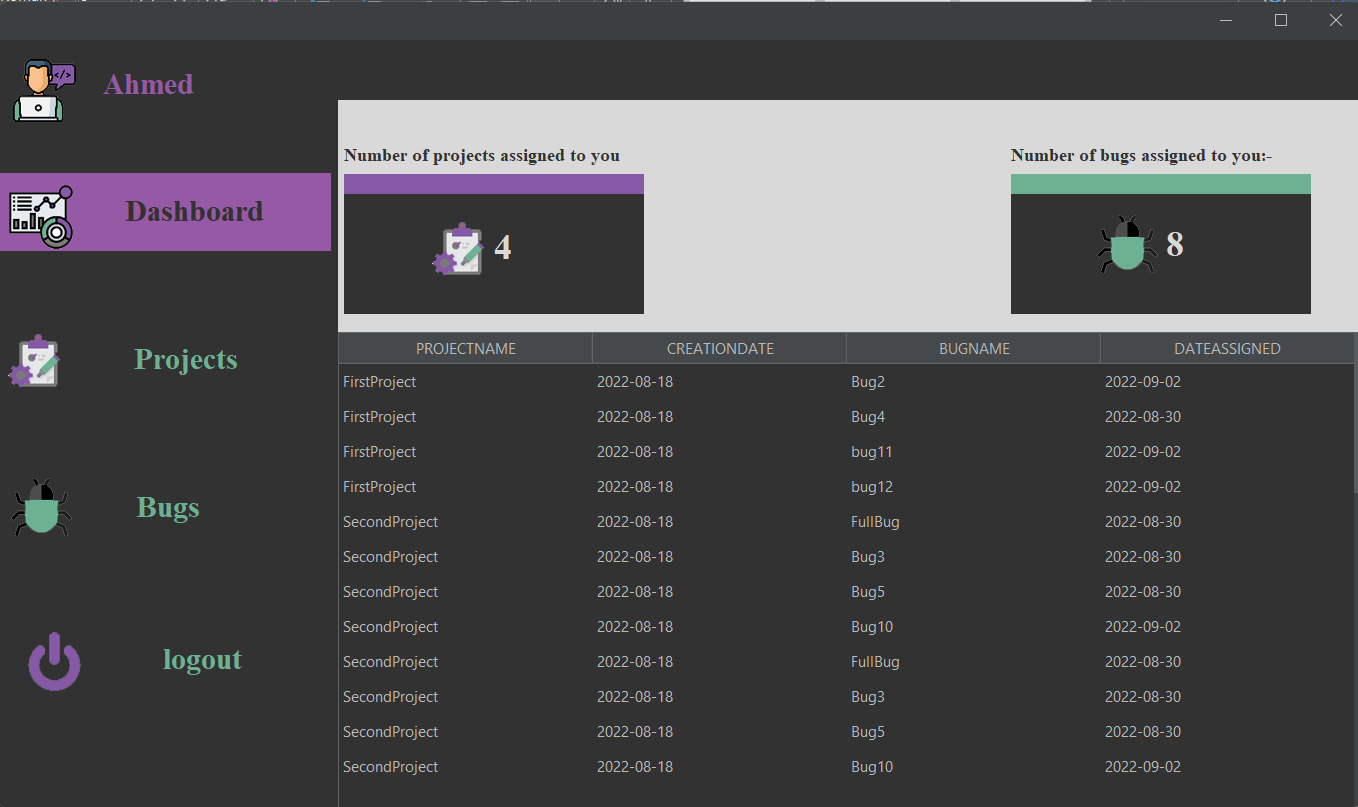 Ahmed
Dashboard
Projects
Bugs
logout
Number of projects assigned to you
4
Number of bugs assigned to you:-
8
PROJECTNAME CREATIONDATE BUGNAME DATEASSIGNED
FirstProject 2022-08-18 Bug2 2022-09-02
FirstProject 2022-08-18 Bug4 2022-08-30
FirstProject 2022-08-18 bug11 2022-09-02
FirstProject 2022-08-18 bug12 2022-09-02
SecondProject 2022-08-18 FullBug 2022-08-30
SecondProject 2022-08-18 Bug3 2022-08-30
SecondProject 2022-08-18 Bug5 2022-08-30
SecondProject 2022-08-18 Bug10 2022-09-02
SecondProject 2022-08-18 FullBug 2022-08-30
SecondProject 2022-08-18 Bug3 2022-08-30
SecondProject 2022-08-18 Bug5 2022-08-30
SecondProject 2022-08-18 Bug10 2022-09-02